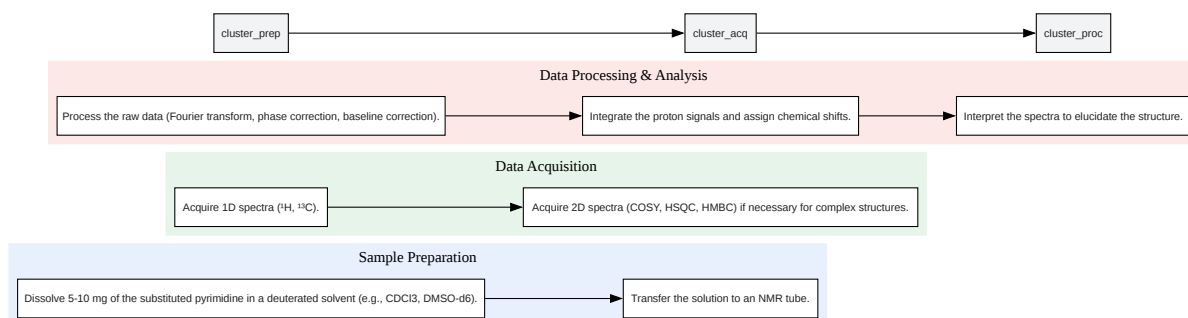 cluster_prep
cluster_acq
cluster_proc
Data Processing & Analysis
Process the raw data (Fourier transform, phase correction, baseline correction).
Integrate the proton signals and assign chemical shifts.
Interpret the spectra to elucidate the structure.
Data Acquisition
Acquire 1D spectra (¹H, ¹³C).
Acquire 2D spectra (COSY, HSQC, HMBC) if necessary for complex structures.
Sample Preparation
Dissolve 5-10 mg of the substituted pyrimidine in a deuterated solvent (e.g., CDCl3, DMSO-d6).
Transfer the solution to an NMR tube.